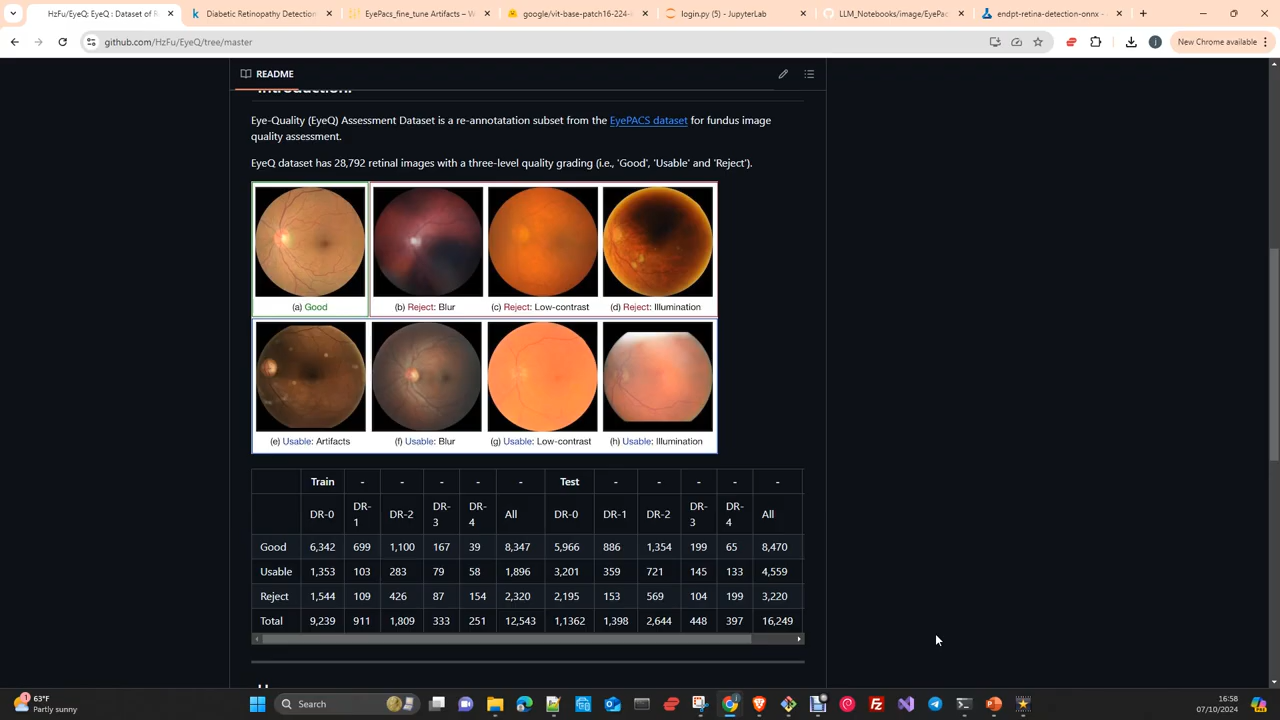 HzFu/EyeQ: EyeQ : Dataset of R
Diabetic Retinopathy Detection
EyePacs_fine_tune Artifacts – W
google/vit-base-patch16-224-
login.py (5) - JupyterLab
LLM_Notebooks/image/EyePac
endpt-retina-detection-onnx - 
github.com/HzFu/EyeQ/tree/master
New Chrome available
README
Introduction:
Eye-Quality (EyeQ) Assessment Dataset is a re-annotatation subset from the EyePACS dataset for fundus image
quality assessment.
EyeQ dataset has 28,792 retinal images with a three-level quality grading (i.e., 'Good', 'Usable' and 'Reject').
(a) Good (b) Reject: Blur (c) Reject: Low-contrast (d) Reject: Illumination
(e) Usable: Artifacts (f) Usable: Blur (g) Usable: Low-contrast (h) Usable: Illumination
Train - - - - - Test - - - - -
DR-0 DR-1 DR-2 DR-3 DR-4 All DR-0 DR-1 DR-2 DR-3 DR-4 All
Good 6,342 699 1,100 167 39 8,347 5,966 886 1,354 199 65 8,470
Usable 1,353 103 283 79 58 1,896 3,201 359 721 145 133 4,559
Reject 1,544 109 426 87 154 2,320 2,195 153 569 104 199 3,220
Total 9,239 911 1,809 333 251 12,543 1,1362 1,398 2,644 448 397 16,249
63°F
Partly sunny
Search
16:58
07/10/2024